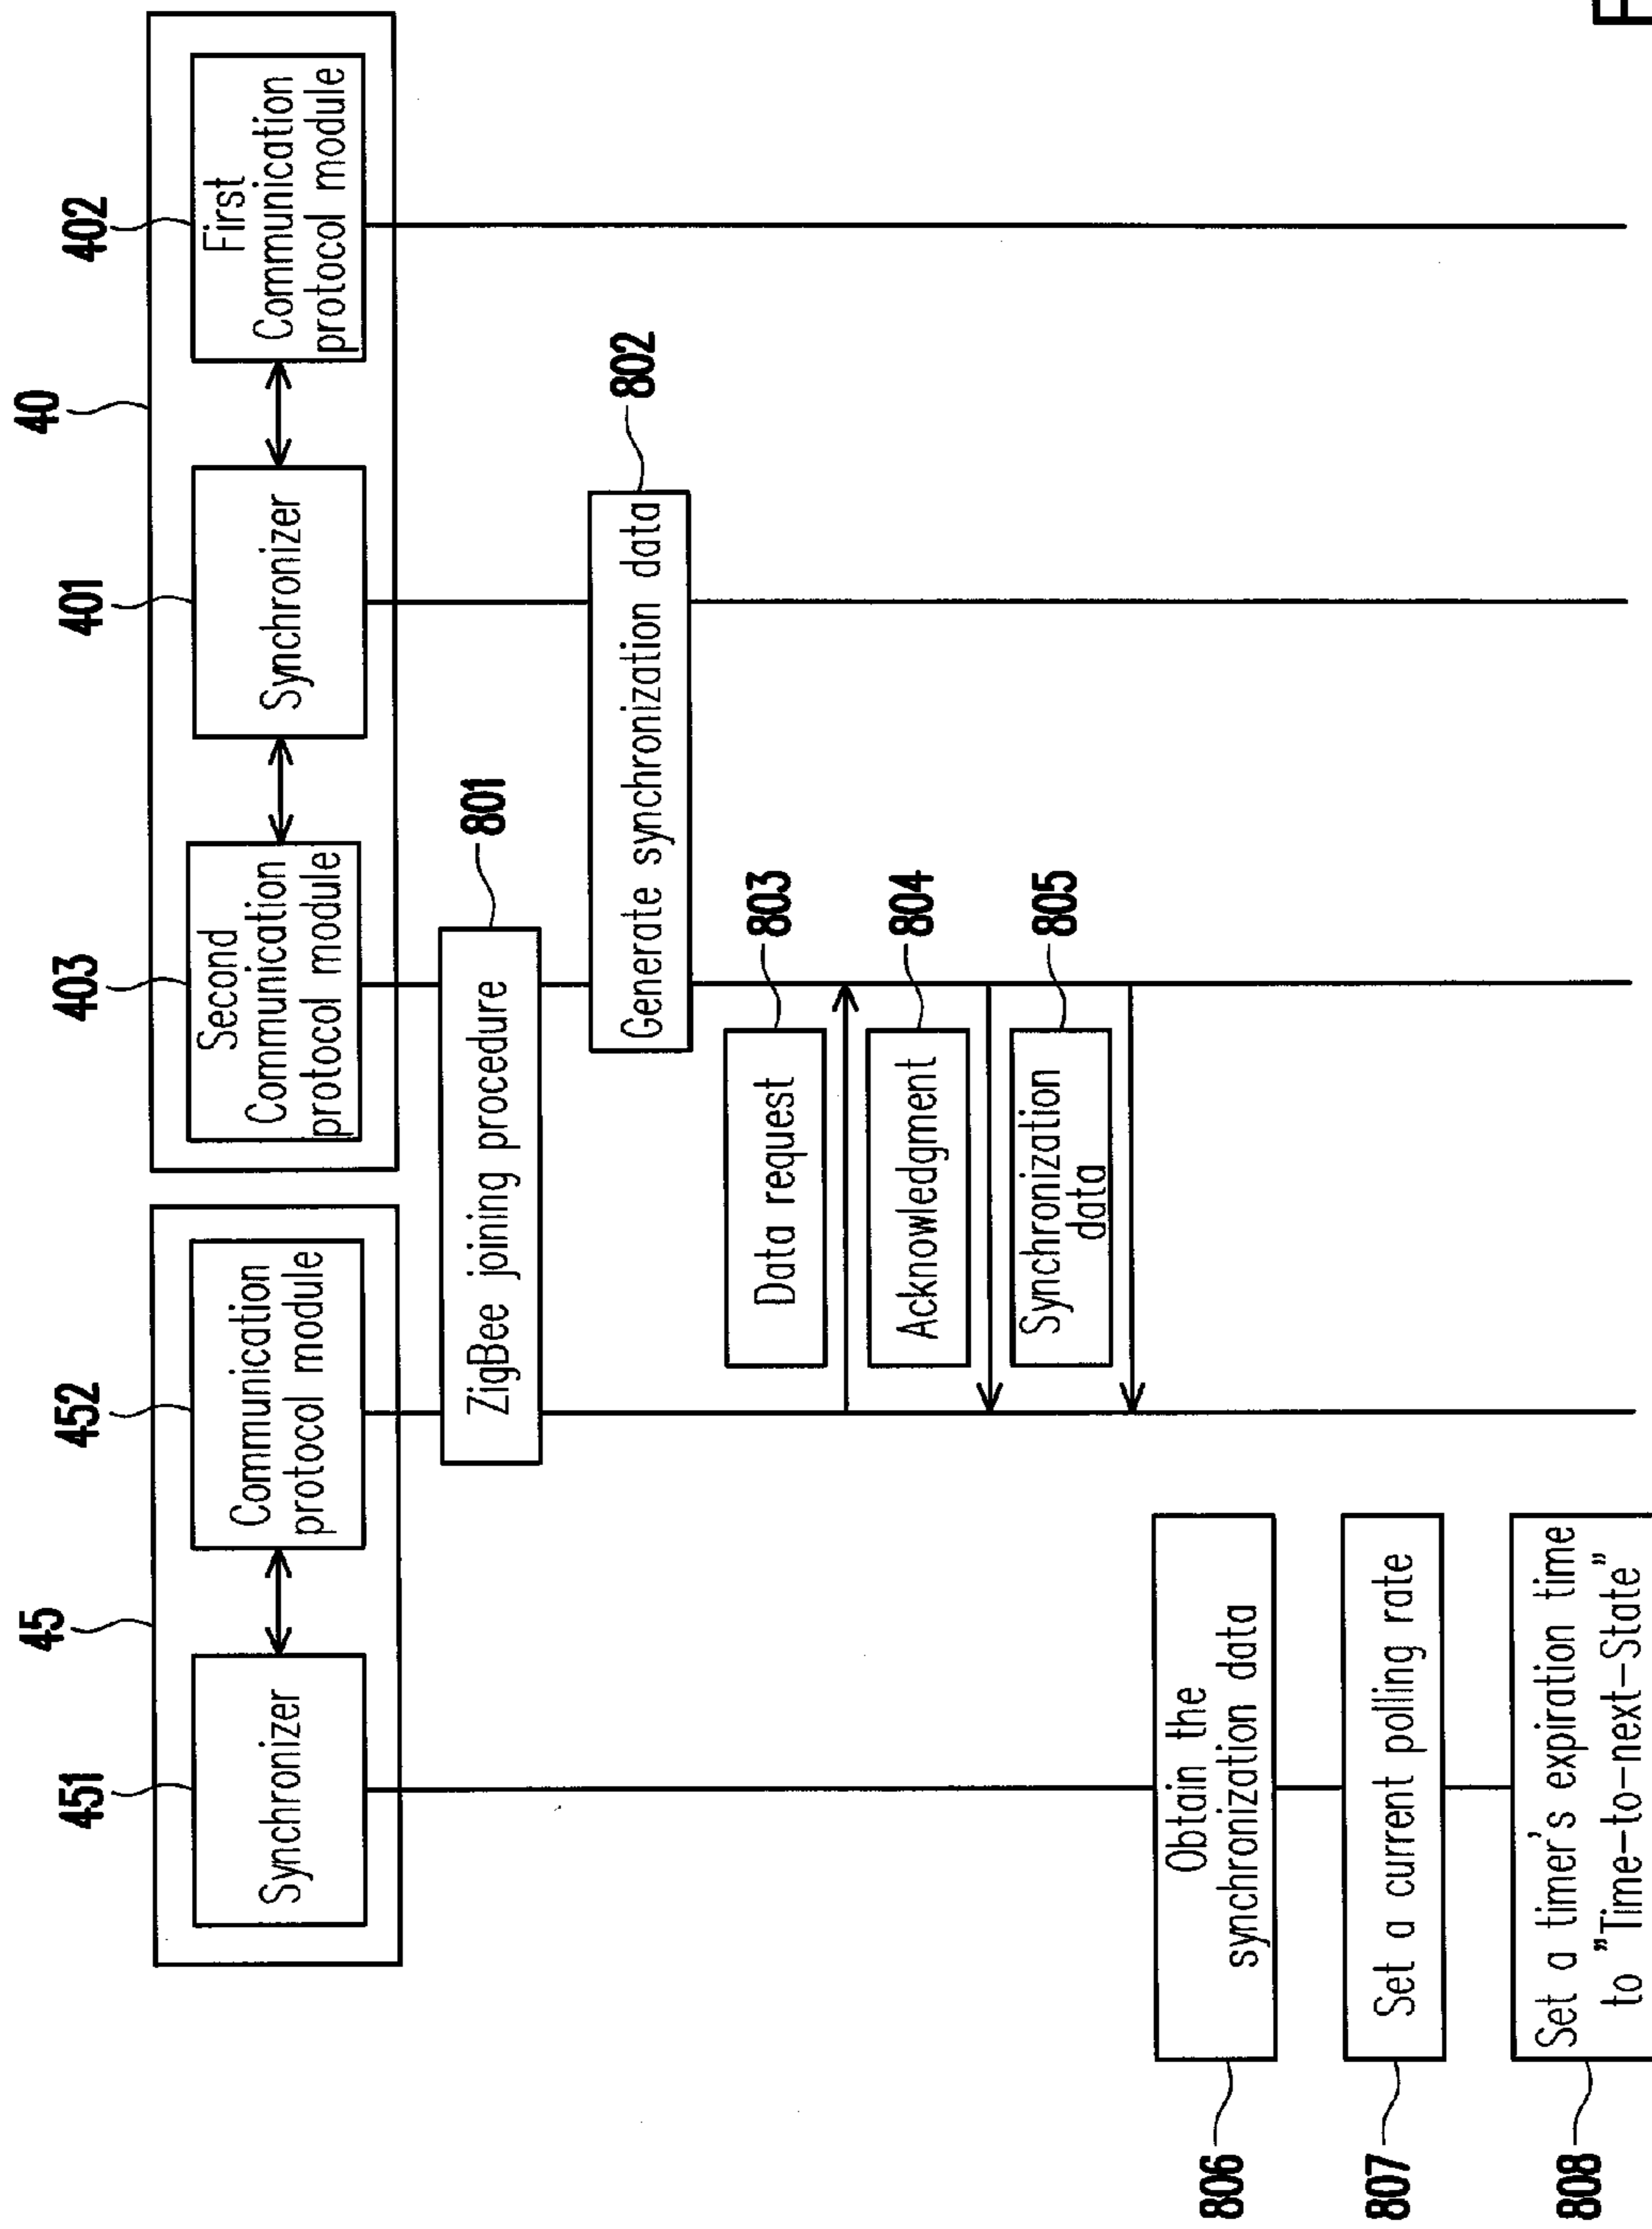 45
40
451
452
403
401
402
Synchronizer
Communication
protocol module
Second
Communication
protocol module
Synchronizer
First
Communication
protocol module
ZigBee joining procedure
801
Generate synchronization data
802
Data request
803
Acknowledgment
804
Synchronization
data
805
806
Obtain the
synchronization data
807
Set a current polling rate
808
Set a timer's expiration time
to "Time-to-next-State"